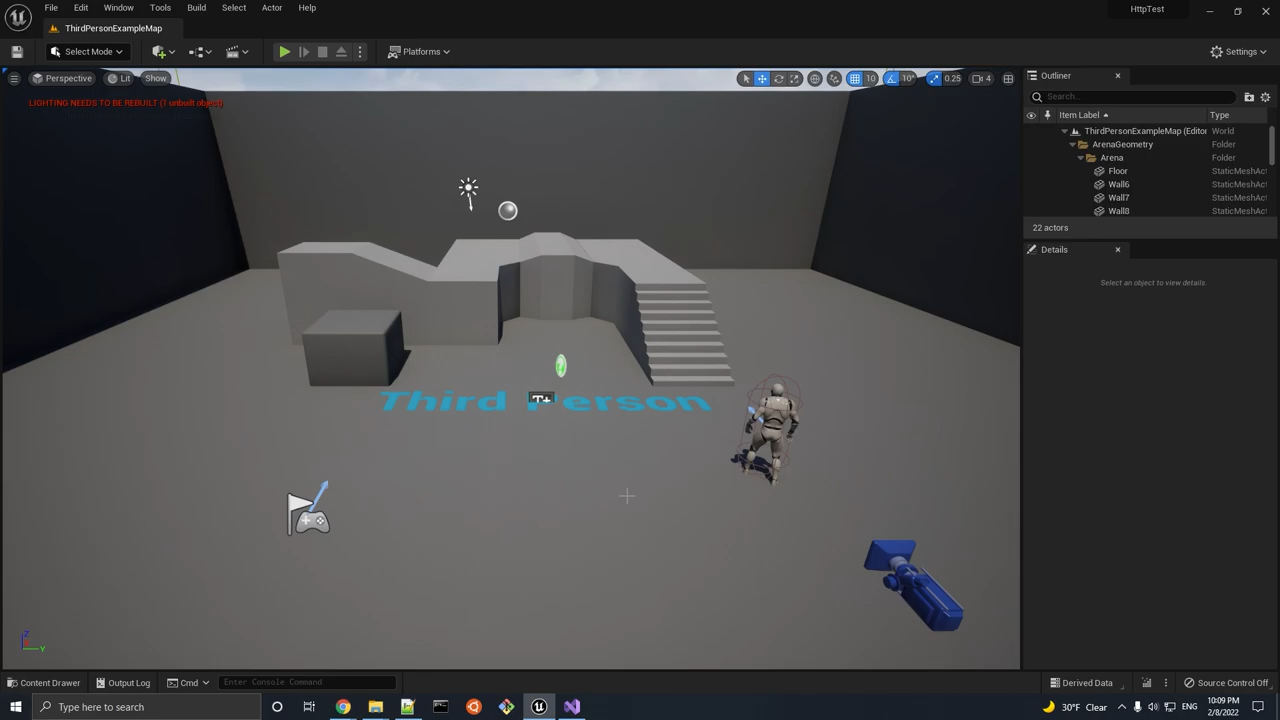 File Edit Window Tools Build Select Actor Help HttpTest
ThirdPersonExampleMap
Select Mode Platforms Settings
Perspective Lit Show 10 10° 0.25 4
LIGHTING NEEDS TO BE REBUILT (1 unbuilt object)
Outliner
Search...
Item Label Type
ThirdPersonExampleMap (Editor World
ArenaGeometry Folder
Arena Folder
Floor StaticMeshAct
Wall6 StaticMeshAct
Wall7 StaticMeshAct
Wall8 StaticMeshAct
22 actors
Details
Select an object to view details.
Third Person
T+
Z
Y
Content Drawer Output Log Cmd Enter Console Command Derived Data Source Control Off
Type here to search 30°F Clear ENG 10:09 PM
2/8/2022